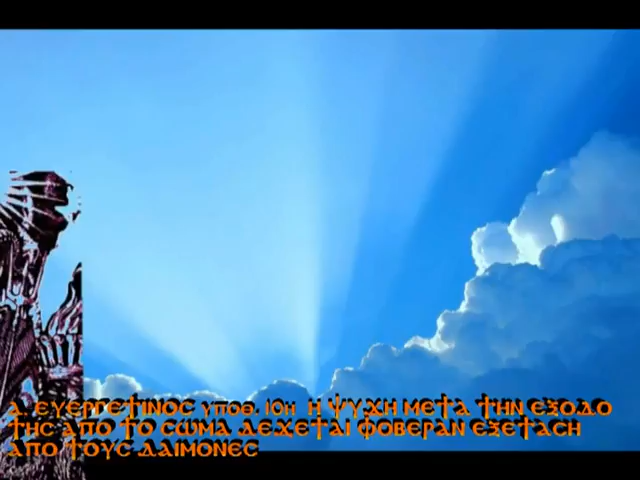 Α. ΕΥΕΡΓΕΤΙΝΟΣ ΥΠΟΘ. 10Η Η ΨΥΧΗ ΜΕΤΑ ΤΗΝ ΕΞΟΔΟ
ΤΗΣ ΑΠΟ ΤΟ ΣΩΜΑ ΔΕΧΕΤΑΙ ΦΟΒΕΡΑΝ ΕΞΕΤΑΣΗ
ΑΠΟ ΤΟΥΣ ΔΑΙΜΟΝΕΣ